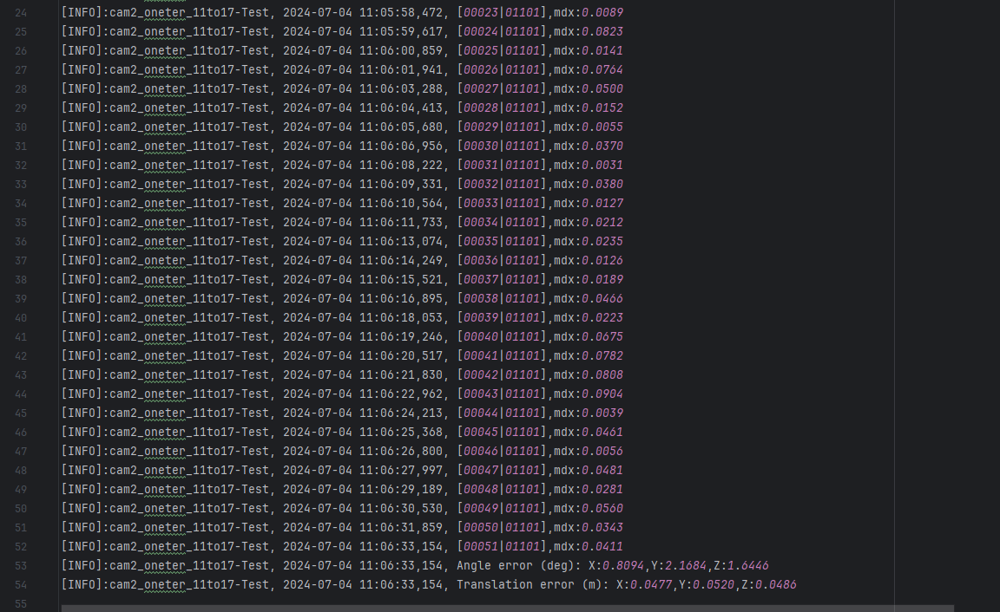 24 [INFO]:cam2_oneter_11to17-Test, 2024-07-04 11:05:58,472, [00023|01101],mdx:0.0089
25 [INFO]:cam2_oneter_11to17-Test, 2024-07-04 11:05:59,617, [00024|01101],mdx:0.0823
26 [INFO]:cam2_oneter_11to17-Test, 2024-07-04 11:06:00,859, [00025|01101],mdx:0.0141
27 [INFO]:cam2_oneter_11to17-Test, 2024-07-04 11:06:01,941, [00026|01101],mdx:0.0764
28 [INFO]:cam2_oneter_11to17-Test, 2024-07-04 11:06:03,288, [00027|01101],mdx:0.0500
29 [INFO]:cam2_oneter_11to17-Test, 2024-07-04 11:06:04,413, [00028|01101],mdx:0.0152
30 [INFO]:cam2_oneter_11to17-Test, 2024-07-04 11:06:05,680, [00029|01101],mdx:0.0055
31 [INFO]:cam2_oneter_11to17-Test, 2024-07-04 11:06:06,956, [00030|01101],mdx:0.0370
32 [INFO]:cam2_oneter_11to17-Test, 2024-07-04 11:06:08,222, [00031|01101],mdx:0.0031
33 [INFO]:cam2_oneter_11to17-Test, 2024-07-04 11:06:09,331, [00032|01101],mdx:0.0380
34 [INFO]:cam2_oneter_11to17-Test, 2024-07-04 11:06:10,564, [00033|01101],mdx:0.0127
35 [INFO]:cam2_oneter_11to17-Test, 2024-07-04 11:06:11,733, [00034|01101],mdx:0.0212
36 [INFO]:cam2_oneter_11to17-Test, 2024-07-04 11:06:13,074, [00035|01101],mdx:0.0235
37 [INFO]:cam2_oneter_11to17-Test, 2024-07-04 11:06:14,249, [00036|01101],mdx:0.0126
38 [INFO]:cam2_oneter_11to17-Test, 2024-07-04 11:06:15,521, [00037|01101],mdx:0.0189
39 [INFO]:cam2_oneter_11to17-Test, 2024-07-04 11:06:16,895, [00038|01101],mdx:0.0466
40 [INFO]:cam2_oneter_11to17-Test, 2024-07-04 11:06:18,053, [00039|01101],mdx:0.0223
41 [INFO]:cam2_oneter_11to17-Test, 2024-07-04 11:06:19,246, [00040|01101],mdx:0.0675
42 [INFO]:cam2_oneter_11to17-Test, 2024-07-04 11:06:20,517, [00041|01101],mdx:0.0782
43 [INFO]:cam2_oneter_11to17-Test, 2024-07-04 11:06:21,830, [00042|01101],mdx:0.0808
44 [INFO]:cam2_oneter_11to17-Test, 2024-07-04 11:06:22,962, [00043|01101],mdx:0.0904
45 [INFO]:cam2_oneter_11to17-Test, 2024-07-04 11:06:24,213, [00044|01101],mdx:0.0039
46 [INFO]:cam2_oneter_11to17-Test, 2024-07-04 11:06:25,368, [00045|01101],mdx:0.0461
47 [INFO]:cam2_oneter_11to17-Test, 2024-07-04 11:06:26,800, [00046|01101],mdx:0.0056
48 [INFO]:cam2_oneter_11to17-Test, 2024-07-04 11:06:27,997, [00047|01101],mdx:0.0481
49 [INFO]:cam2_oneter_11to17-Test, 2024-07-04 11:06:29,189, [00048|01101],mdx:0.0281
50 [INFO]:cam2_oneter_11to17-Test, 2024-07-04 11:06:30,530, [00049|01101],mdx:0.0560
51 [INFO]:cam2_oneter_11to17-Test, 2024-07-04 11:06:31,859, [00050|01101],mdx:0.0343
52 [INFO]:cam2_oneter_11to17-Test, 2024-07-04 11:06:33,154, [00051|01101],mdx:0.0411
53 [INFO]:cam2_oneter_11to17-Test, 2024-07-04 11:06:33,154, Angle error (deg): X:0.8094,Y:2.1684,Z:1.6446
54 [INFO]:cam2_oneter_11to17-Test, 2024-07-04 11:06:33,154, Translation error (m): X:0.0477,Y:0.0520,Z:0.0486
55